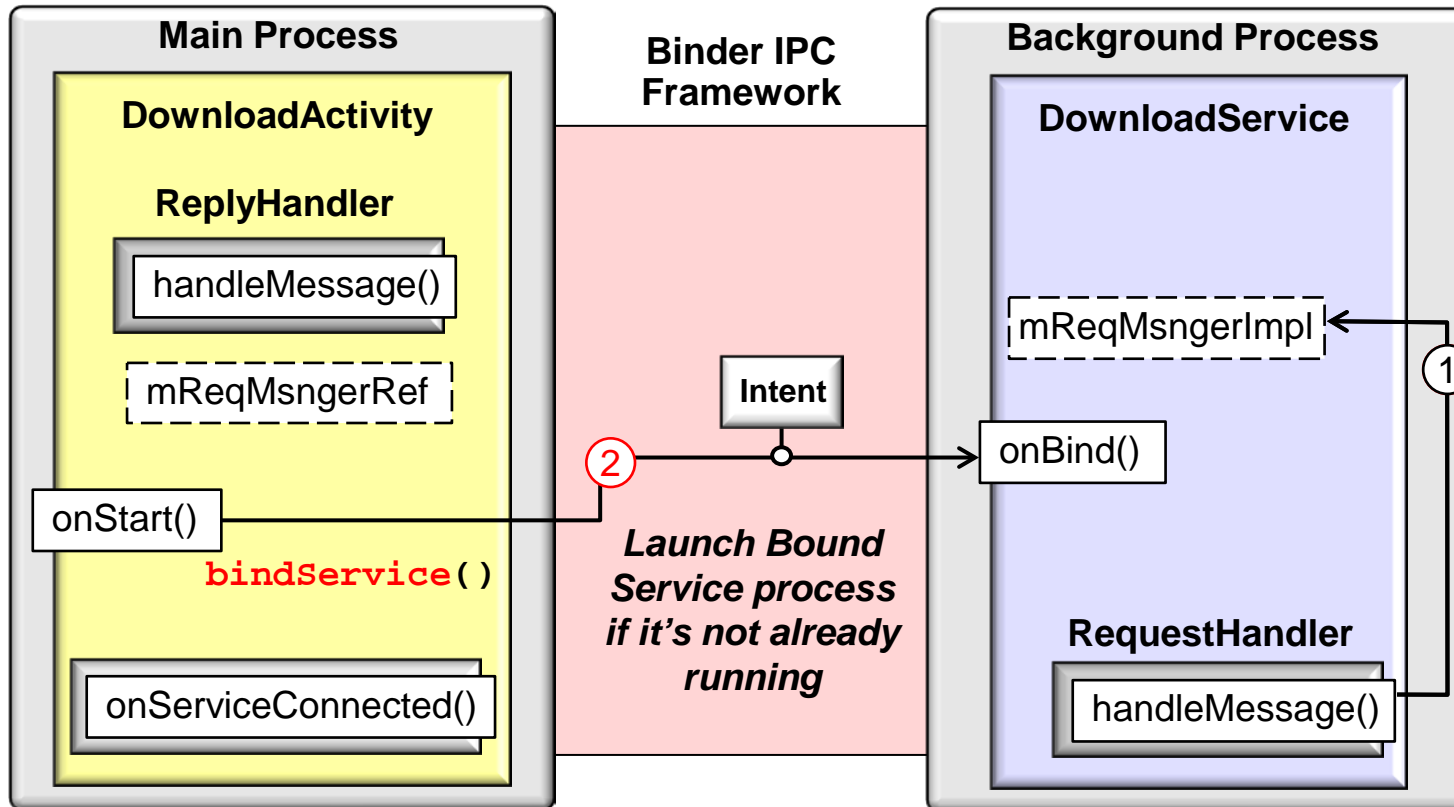 Main Process
DownloadActivity
ReplyHandler
handleMessage()
mReqMsngerRef
onStart()
bindService()
onServiceConnected()
Binder IPC
Framework
Intent
2
Launch Bound
Service process
if it’s not already
running
Background Process
DownloadService
mReqMsngerImpl
1
onBind()
RequestHandler
handleMessage()